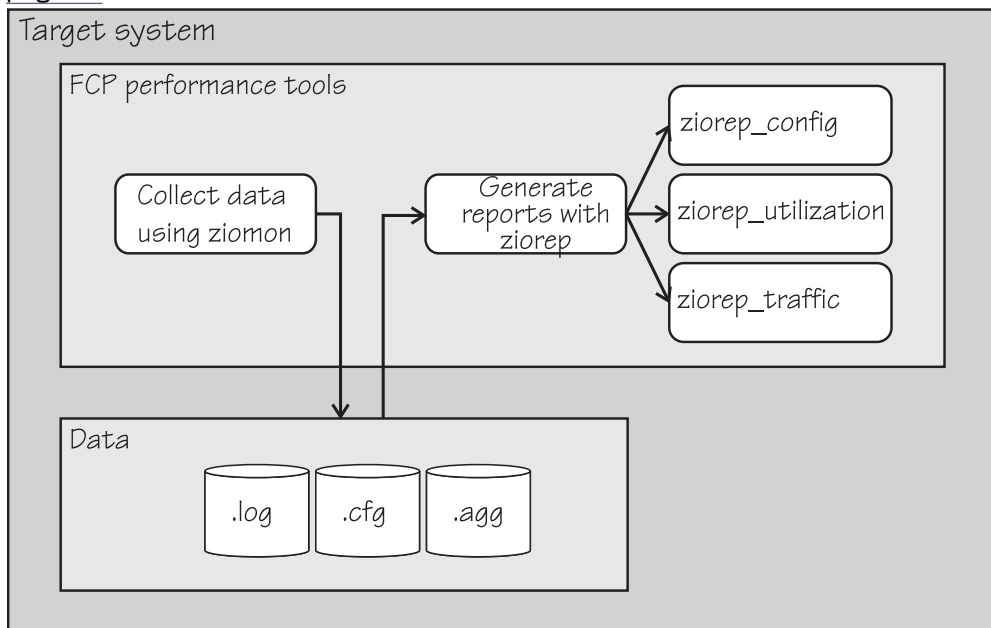 Target system
FCP performance tools
Collect data
using ziomon
Generate
reports with
ziorep
ziorep_config
ziorep_utilization
ziorep_traffic
Data
.log
.cfg
.agg